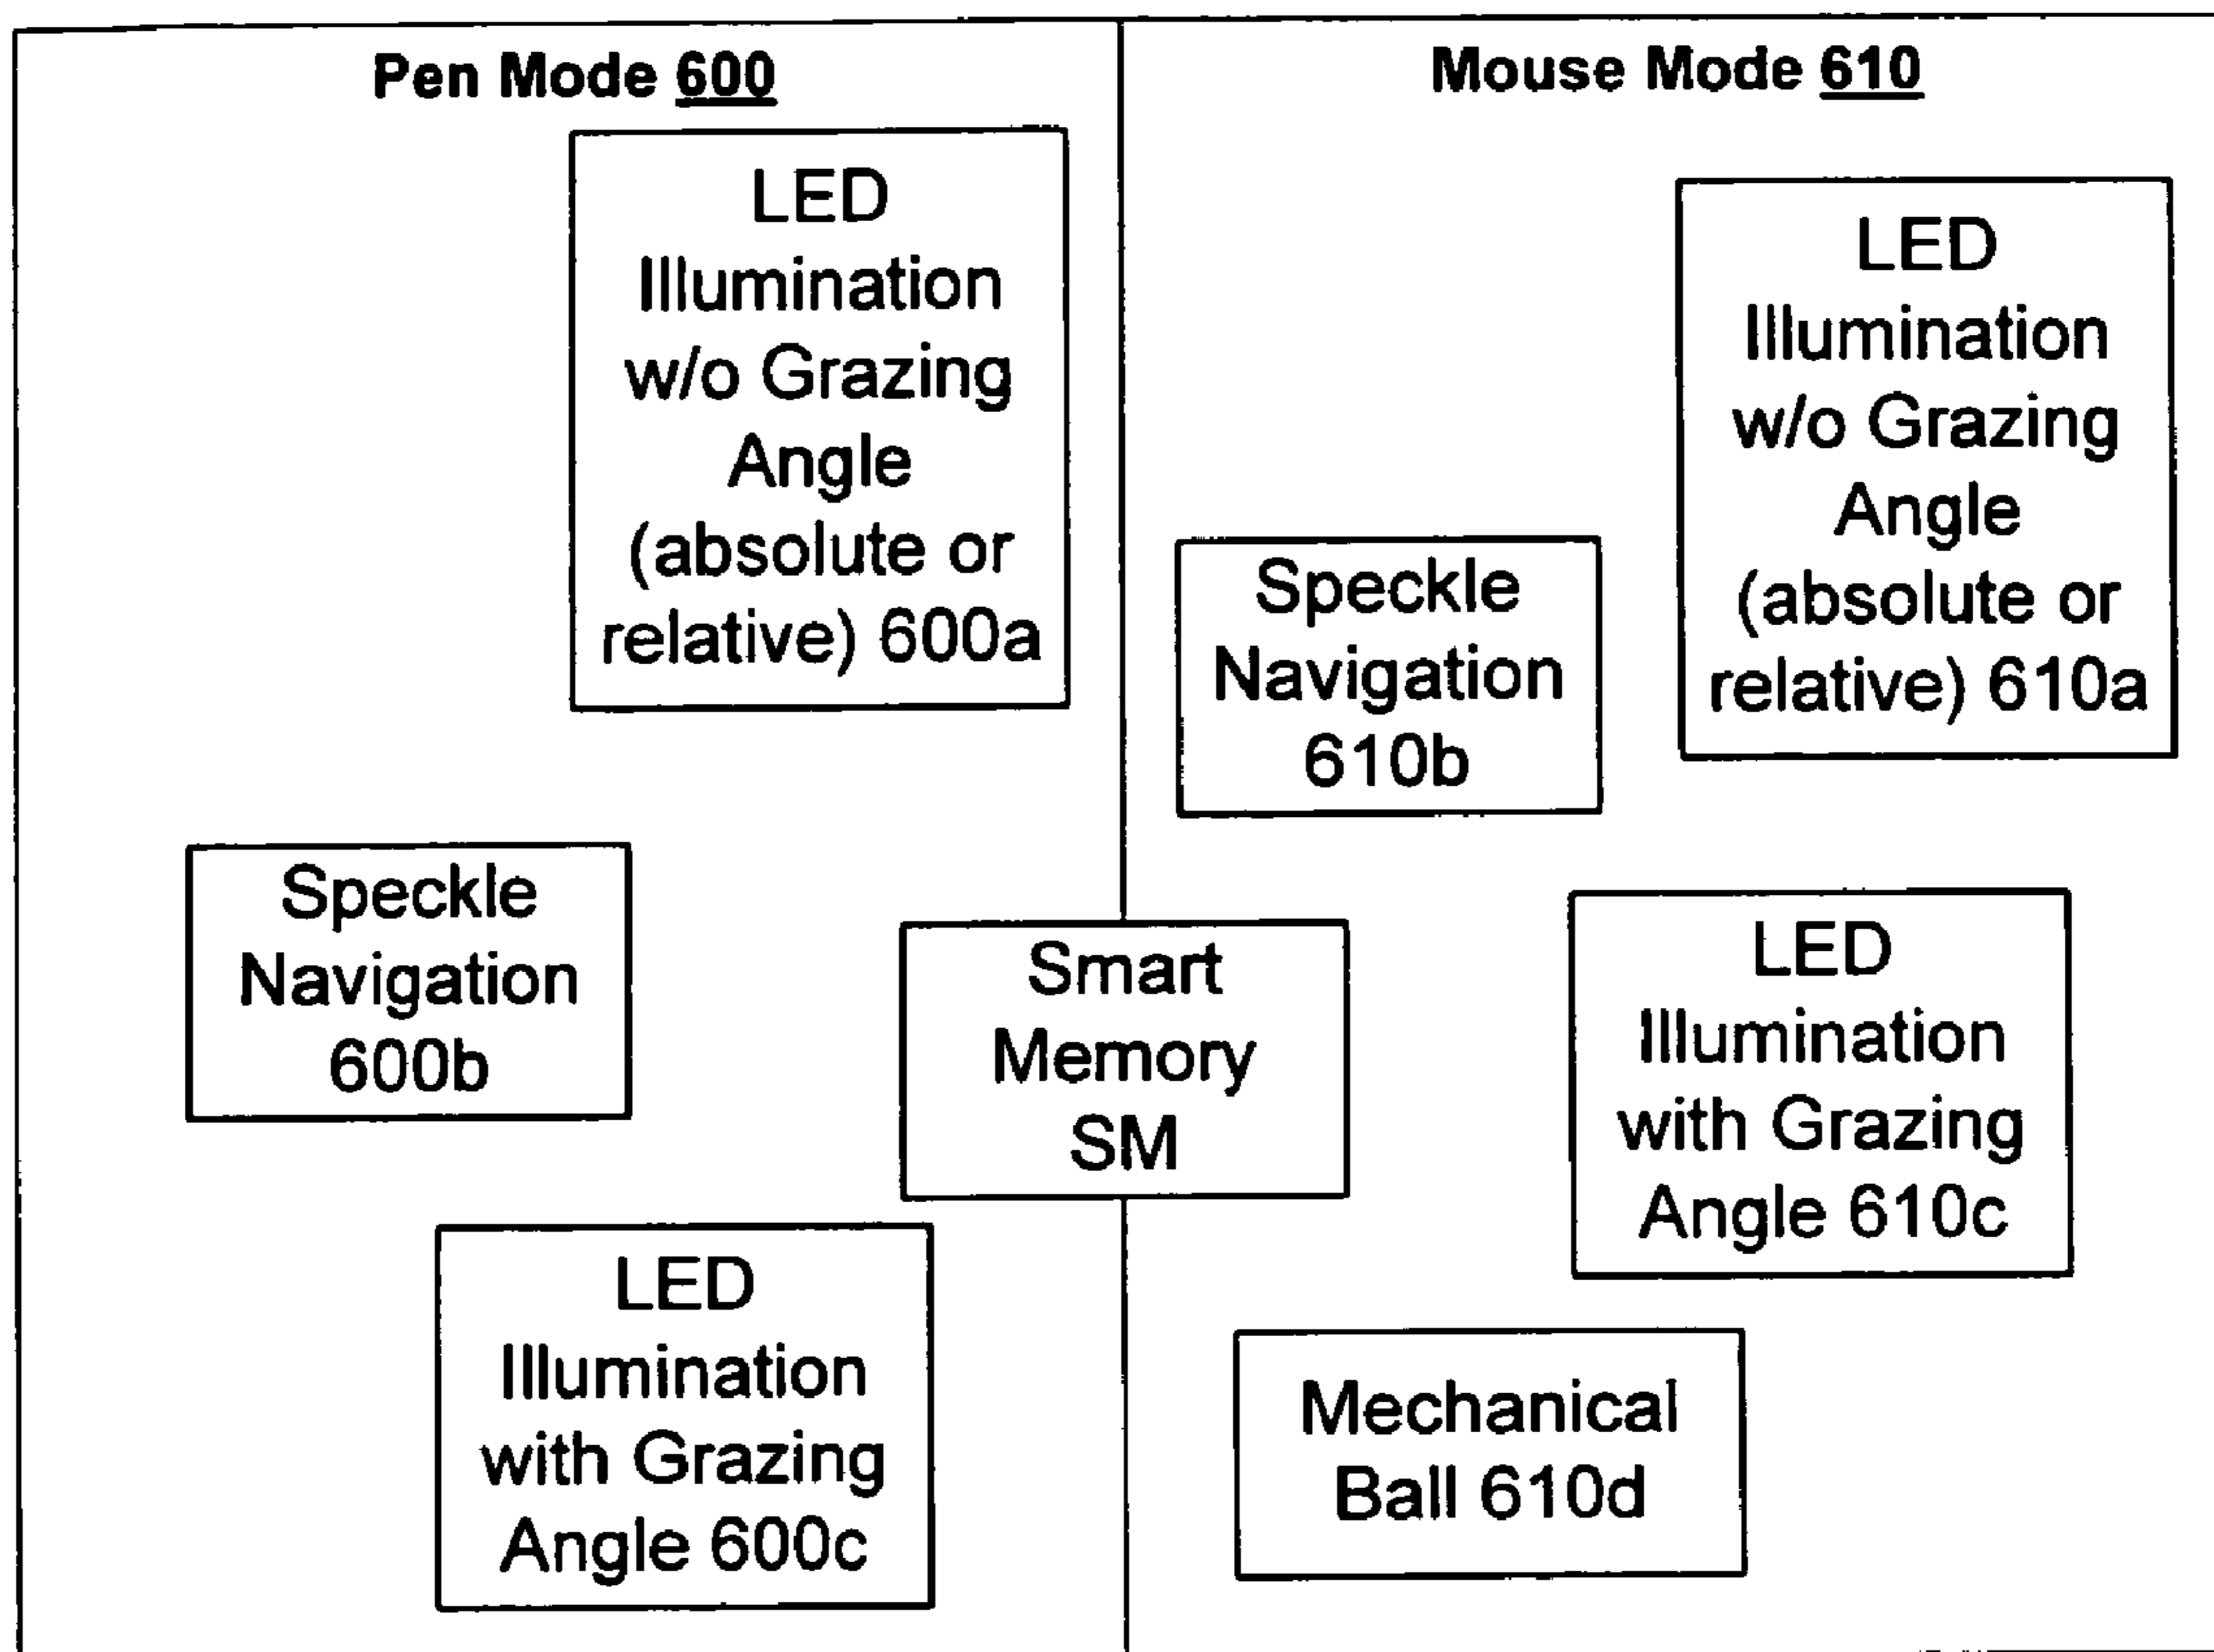 Pen Mode 600
LED
Illumination
w/o Grazing
Angle
(absolute or
relative) 600a
Speckle
Navigation
600b
LED
Illumination
with Grazing
Angle 600c
Smart
Memory
SM
Mouse Mode 610
LED
Illumination
w/o Grazing
Angle
(absolute or
relative) 610a
Speckle
Navigation
610b
LED
Illumination
with Grazing
Angle 610c
Mechanical
Ball 610d